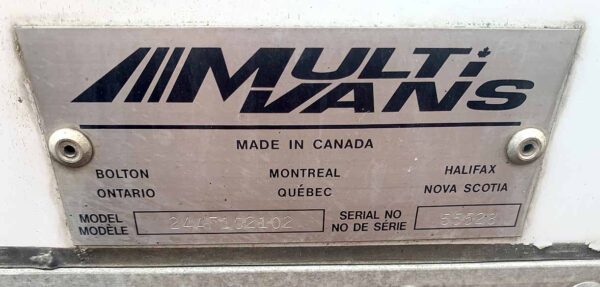 MULTI
VANS
MADE IN CANADA
BOLTON MONTREAL HALIFAX
ONTARIO QUÉBEC NOVA SCOTIA
MODEL SERIAL NO
MODÈLE NO DE SÉRIE